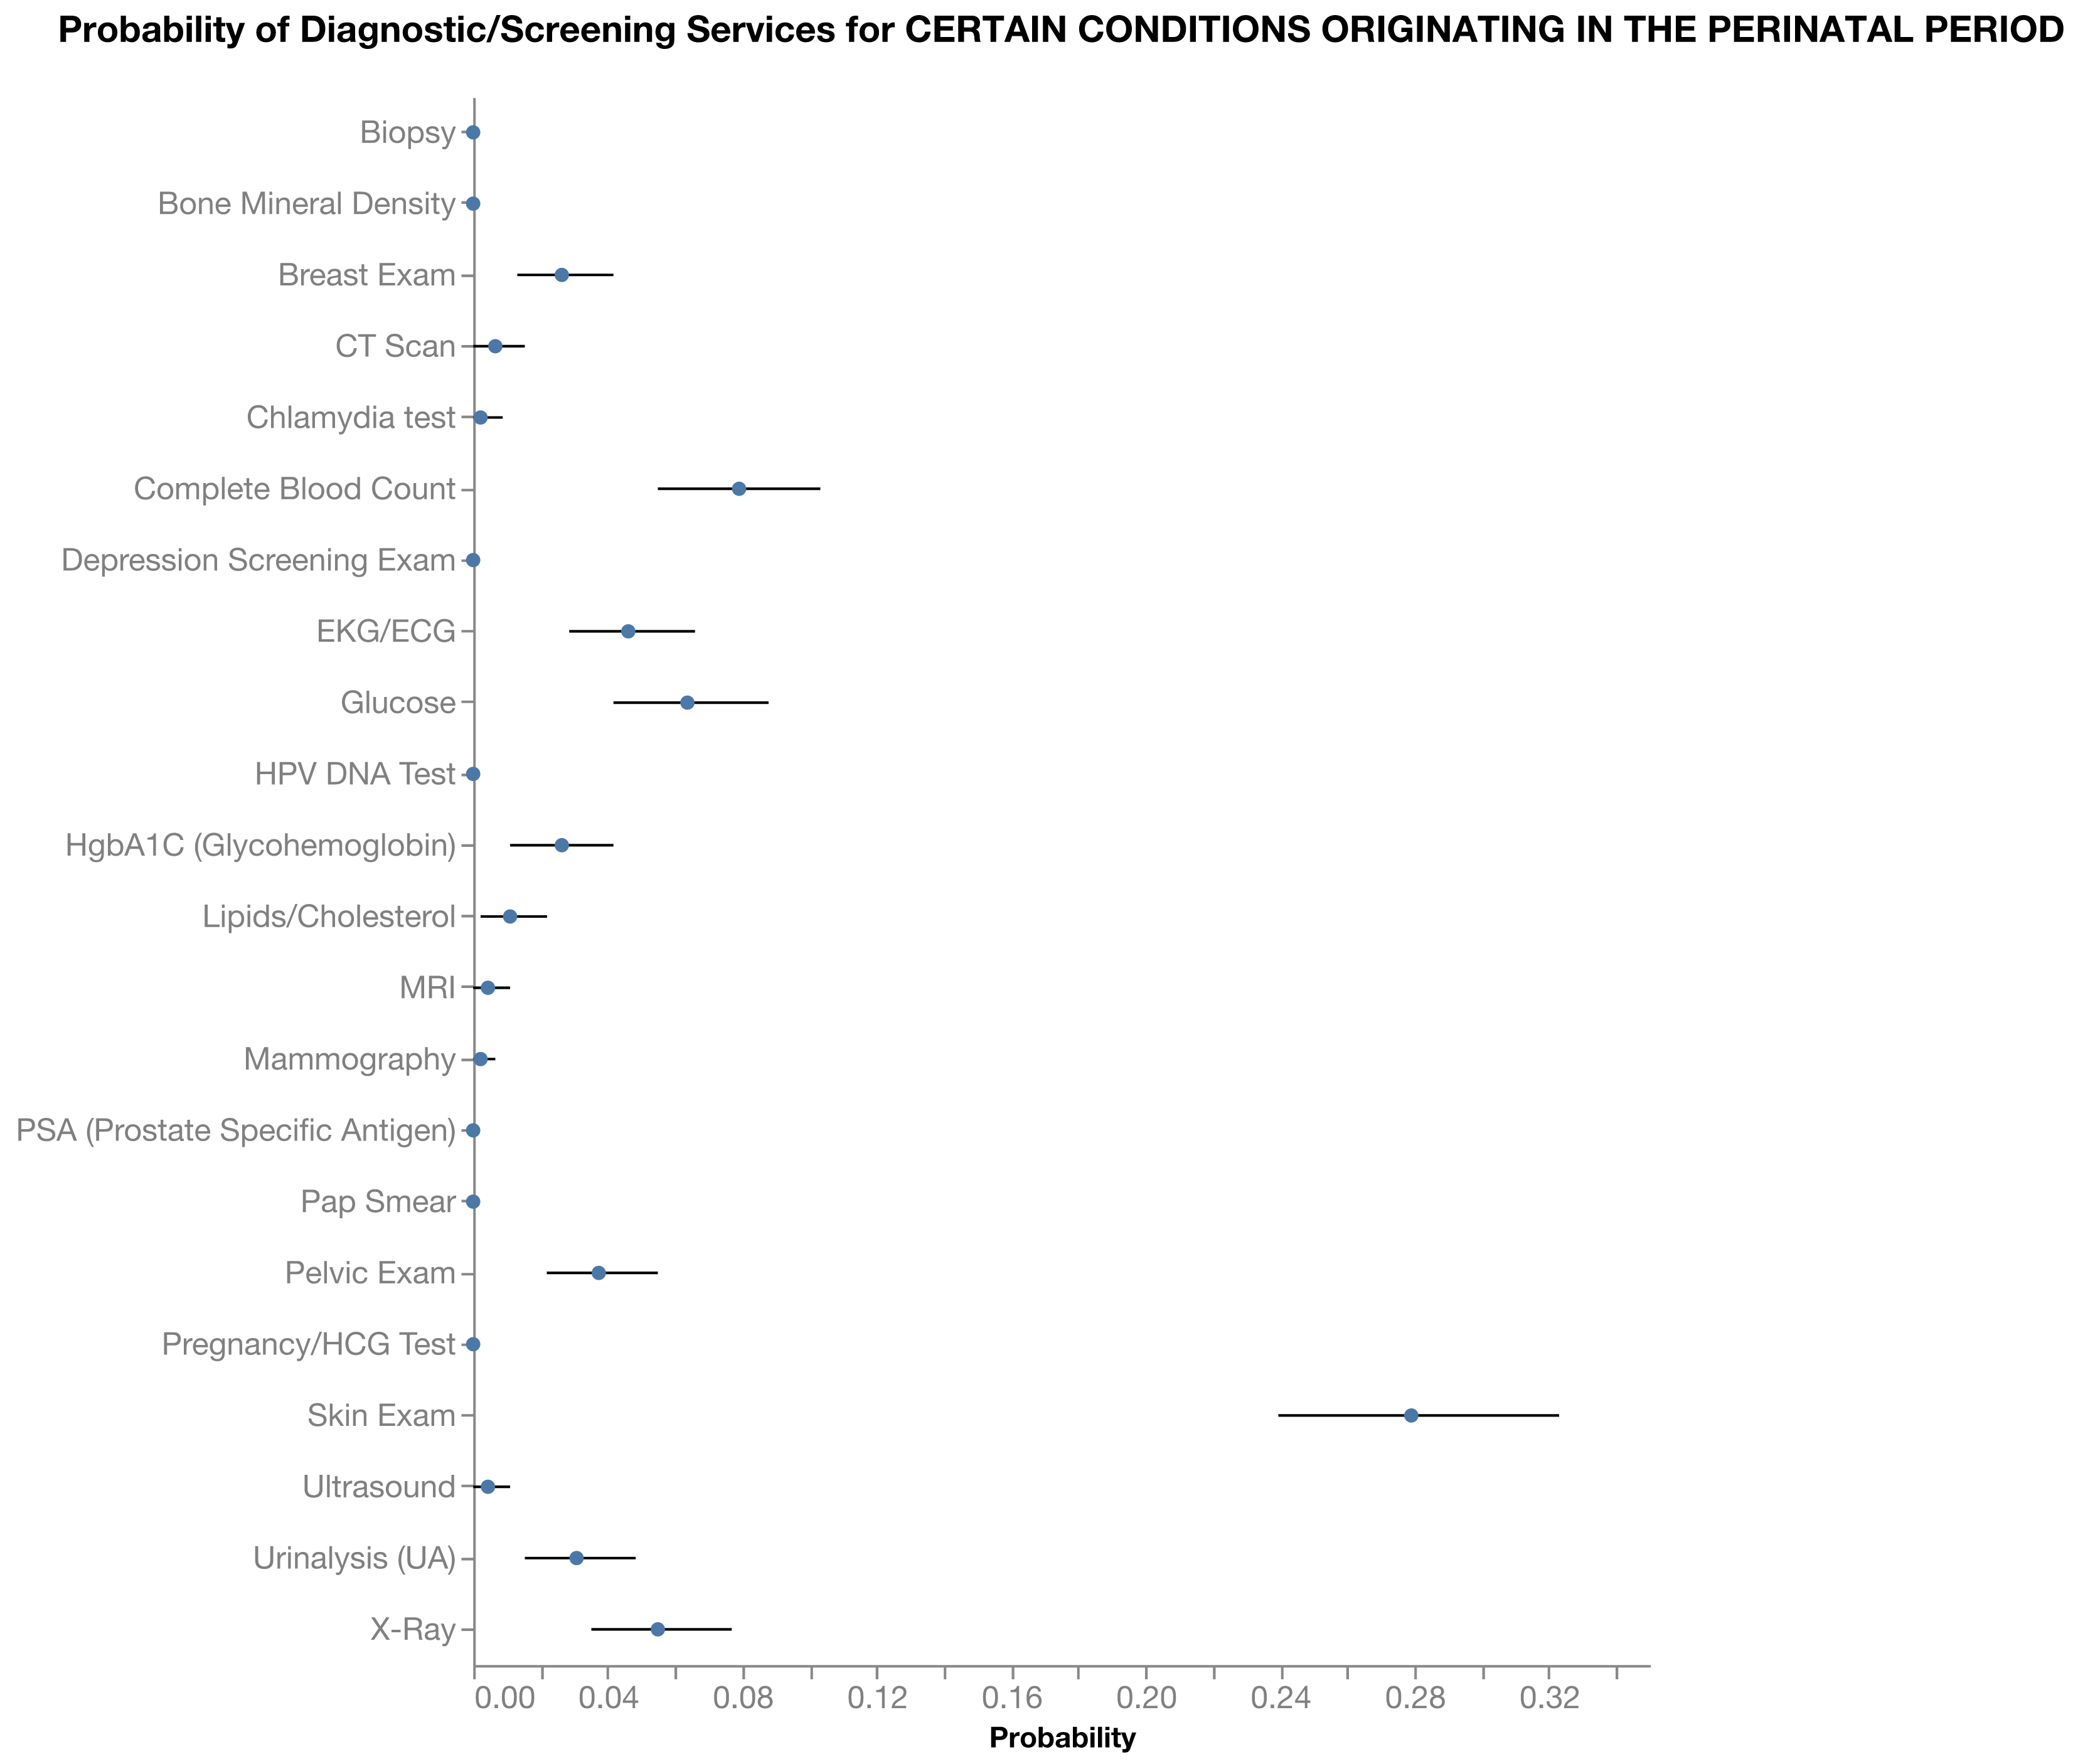 Probability of Diagnostic/Screening Services for CERTAIN CONDITIONS ORIGINATING IN THE PERINATAL PERIOD
Biopsy
Bone Mineral Density
Breast Exam
CT Scan
Chlamydia test
Complete Blood Count
Depression Screening Exam
EKG/ECG
Glucose
HPV DNA Test
HgbA1C (Glycohemoglobin)
Lipids/Cholesterol
MRI
Mammography
PSA (Prostate Specific Antigen)
Pap Smear
Pelvic Exam
Pregnancy/HCG Test
Skin Exam
Ultrasound
Urinalysis (UA)
X-Ray
0.00 0.04 0.08 0.12 0.16 0.20 0.24 0.28 0.32
Probability